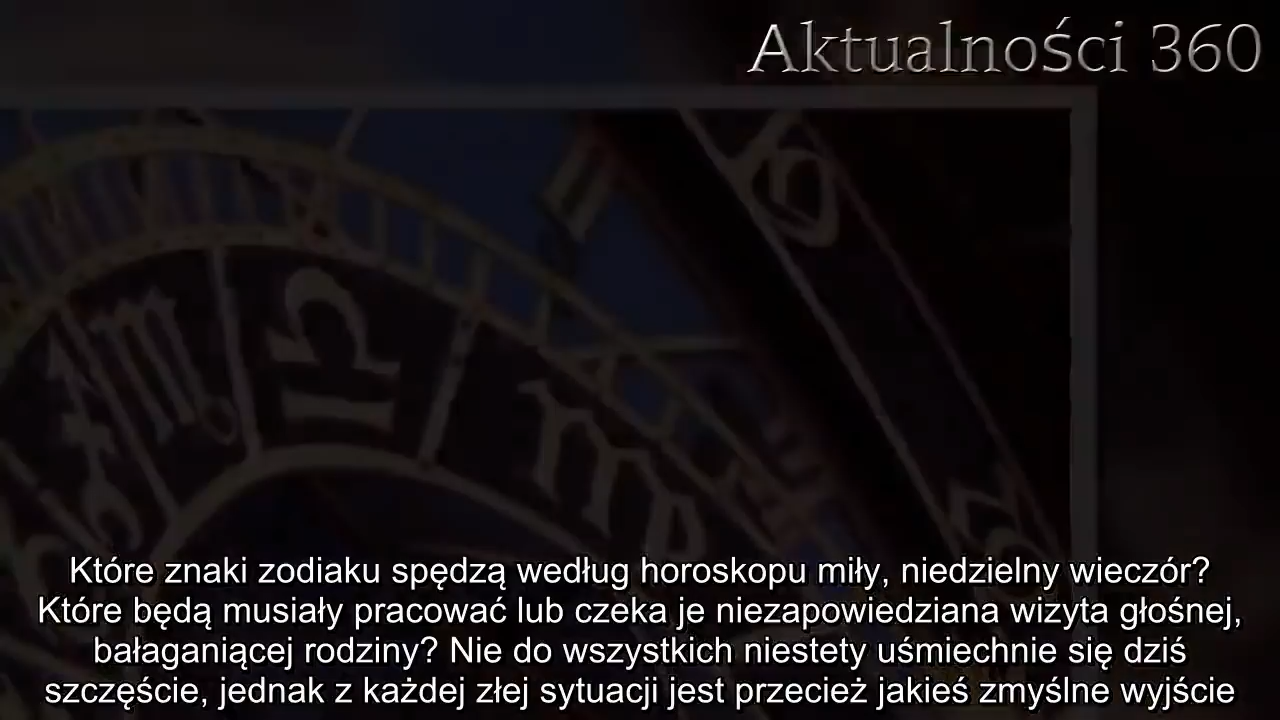 Aktualności 360
Które znaki zodiaku spędzą według horoskopu miły, niedzielny wieczór?
Które będą musiały pracować lub czeka je niezapowiedziana wizyta głośnej,
bałaganiącej rodziny? Nie do wszystkich niestety uśmiechnie się dziś
szczęście, jednak z każdej złej sytuacji jest przecież jakieś zmyślne wyjście